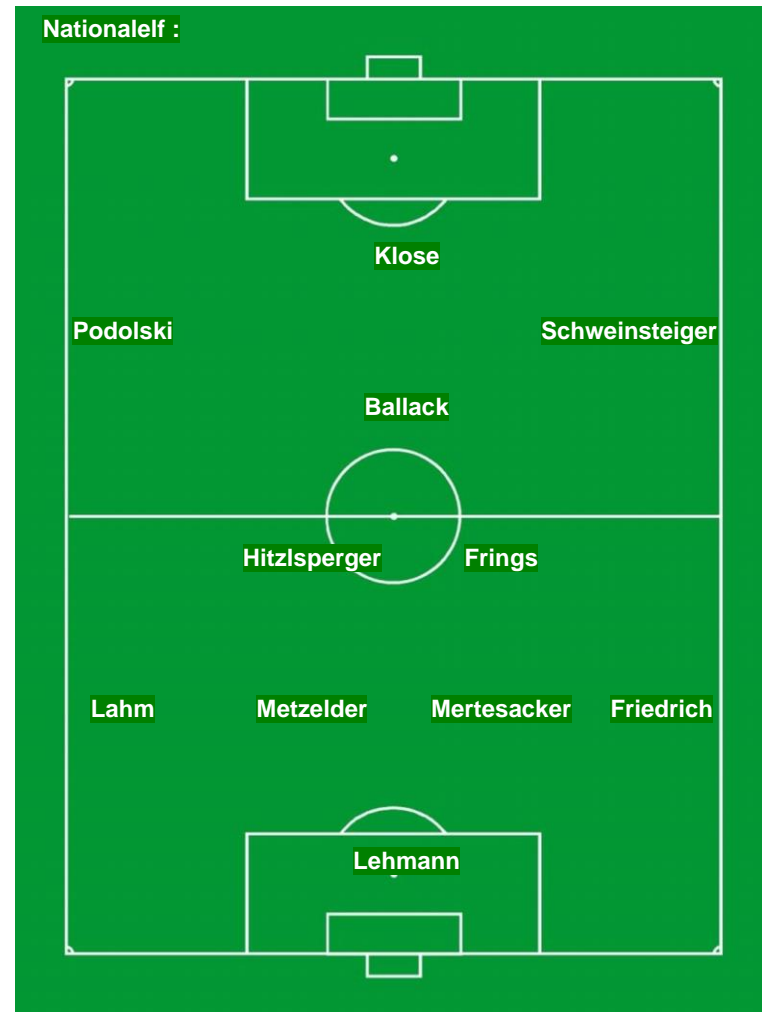 Nationalelf :
Klose
Podolski Schweinsteiger
Ballack
Hitzlsperger Frings
Lahm Metzelder Mertesacker Friedrich
Lehmann